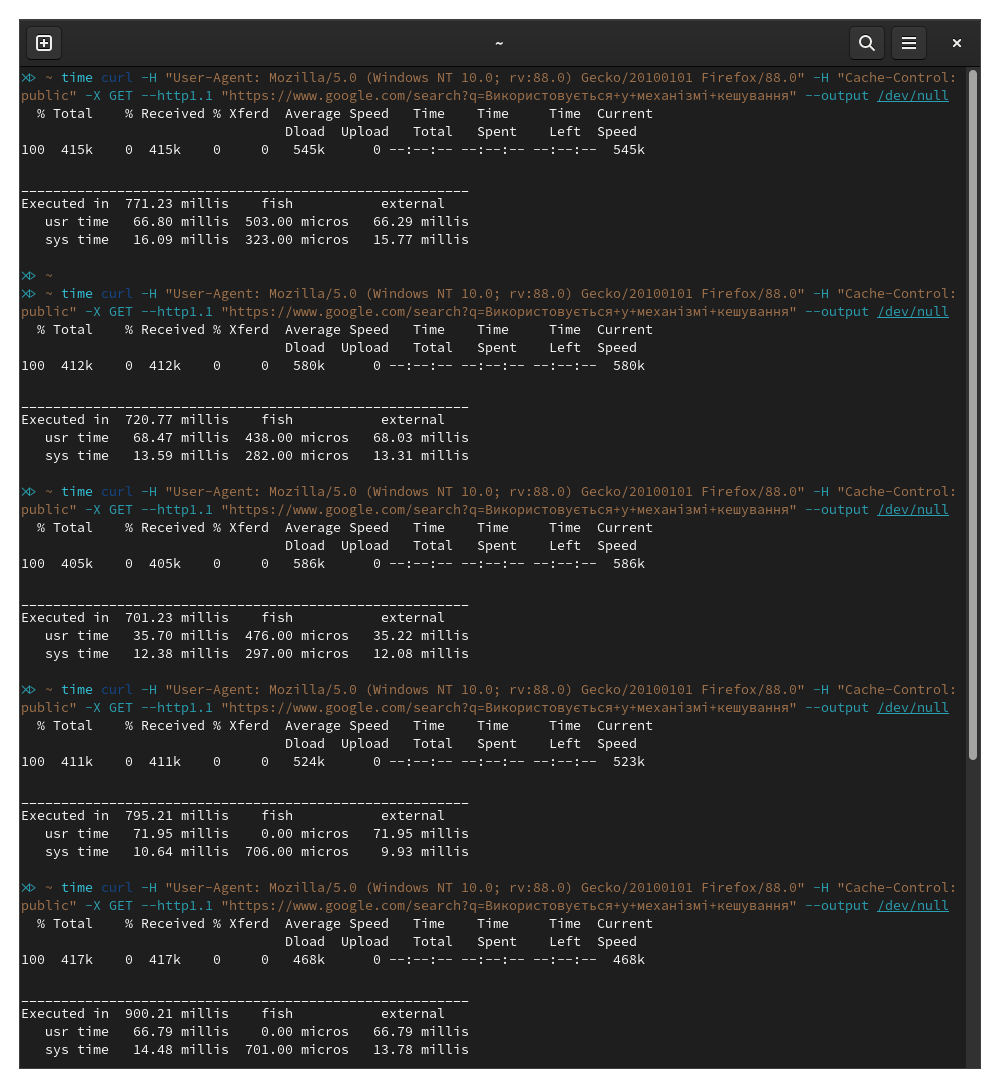 ~
⋊> ~ time curl -H "User-Agent: Mozilla/5.0 (Windows NT 10.0; rv:88.0) Gecko/20100101 Firefox/88.0" -H "Cache-Control:
public" -X GET --http1.1 "https://www.google.com/search?q=Використовується+у+механізмі+кешування" --output /dev/null
  % Total    % Received % Xferd  Average Speed   Time    Time     Time  Current
                                 Dload  Upload   Total   Spent    Left  Speed
100  415k    0  415k    0     0   545k      0 --:--:-- --:--:-- --:--:--  545k

________________________________________________________
Executed in  771.23 millis    fish           external
   usr time   66.80 millis  503.00 micros   66.29 millis
   sys time   16.09 millis  323.00 micros   15.77 millis

⋊> ~
⋊> ~ time curl -H "User-Agent: Mozilla/5.0 (Windows NT 10.0; rv:88.0) Gecko/20100101 Firefox/88.0" -H "Cache-Control:
public" -X GET --http1.1 "https://www.google.com/search?q=Використовується+у+механізмі+кешування" --output /dev/null
  % Total    % Received % Xferd  Average Speed   Time    Time     Time  Current
                                 Dload  Upload   Total   Spent    Left  Speed
100  412k    0  412k    0     0   580k      0 --:--:-- --:--:-- --:--:--  580k

________________________________________________________
Executed in  720.77 millis    fish           external
   usr time   68.47 millis  438.00 micros   68.03 millis
   sys time   13.59 millis  282.00 micros   13.31 millis

⋊> ~ time curl -H "User-Agent: Mozilla/5.0 (Windows NT 10.0; rv:88.0) Gecko/20100101 Firefox/88.0" -H "Cache-Control:
public" -X GET --http1.1 "https://www.google.com/search?q=Використовується+у+механізмі+кешування" --output /dev/null
  % Total    % Received % Xferd  Average Speed   Time    Time     Time  Current
                                 Dload  Upload   Total   Spent    Left  Speed
100  405k    0  405k    0     0   586k      0 --:--:-- --:--:-- --:--:--  586k

________________________________________________________
Executed in  701.23 millis    fish           external
   usr time   35.70 millis  476.00 micros   35.22 millis
   sys time   12.38 millis  297.00 micros   12.08 millis

⋊> ~ time curl -H "User-Agent: Mozilla/5.0 (Windows NT 10.0; rv:88.0) Gecko/20100101 Firefox/88.0" -H "Cache-Control:
public" -X GET --http1.1 "https://www.google.com/search?q=Використовується+у+механізмі+кешування" --output /dev/null
  % Total    % Received % Xferd  Average Speed   Time    Time     Time  Current
                                 Dload  Upload   Total   Spent    Left  Speed
100  411k    0  411k    0     0   524k      0 --:--:-- --:--:-- --:--:--  523k

________________________________________________________
Executed in  795.21 millis    fish           external
   usr time   71.95 millis    0.00 micros   71.95 millis
   sys time   10.64 millis  706.00 micros    9.93 millis

⋊> ~ time curl -H "User-Agent: Mozilla/5.0 (Windows NT 10.0; rv:88.0) Gecko/20100101 Firefox/88.0" -H "Cache-Control:
public" -X GET --http1.1 "https://www.google.com/search?q=Використовується+у+механізмі+кешування" --output /dev/null
  % Total    % Received % Xferd  Average Speed   Time    Time     Time  Current
                                 Dload  Upload   Total   Spent    Left  Speed
100  417k    0  417k    0     0   468k      0 --:--:-- --:--:-- --:--:--  468k

________________________________________________________
Executed in  900.21 millis    fish           external
   usr time   66.79 millis    0.00 micros   66.79 millis
   sys time   14.48 millis  701.00 micros   13.78 millis